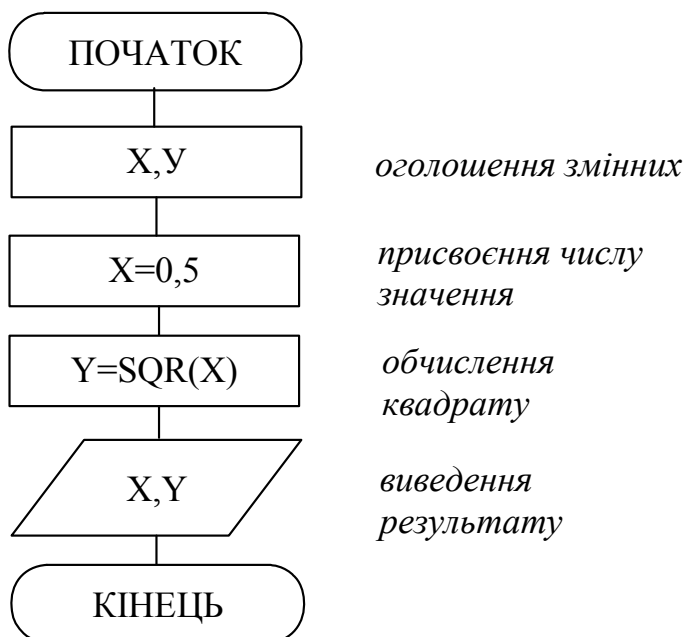 ПОЧАТОК
Х,У
оголошення змінних
X=0,5
присвоєння числу
значення
Y=SQR(X)
обчислення
квадрату
X,Y
виведення
результату
КІНЕЦЬ